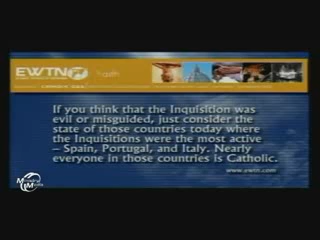 EWTN
Faith
If you think that the Inquisition was
evil or misguided, just consider the
state of those countries today where
the Inquisitions were the most active
– Spain, Portugal, and Italy. Nearly
everyone in those countries is Catholic.
www.ewtn.com